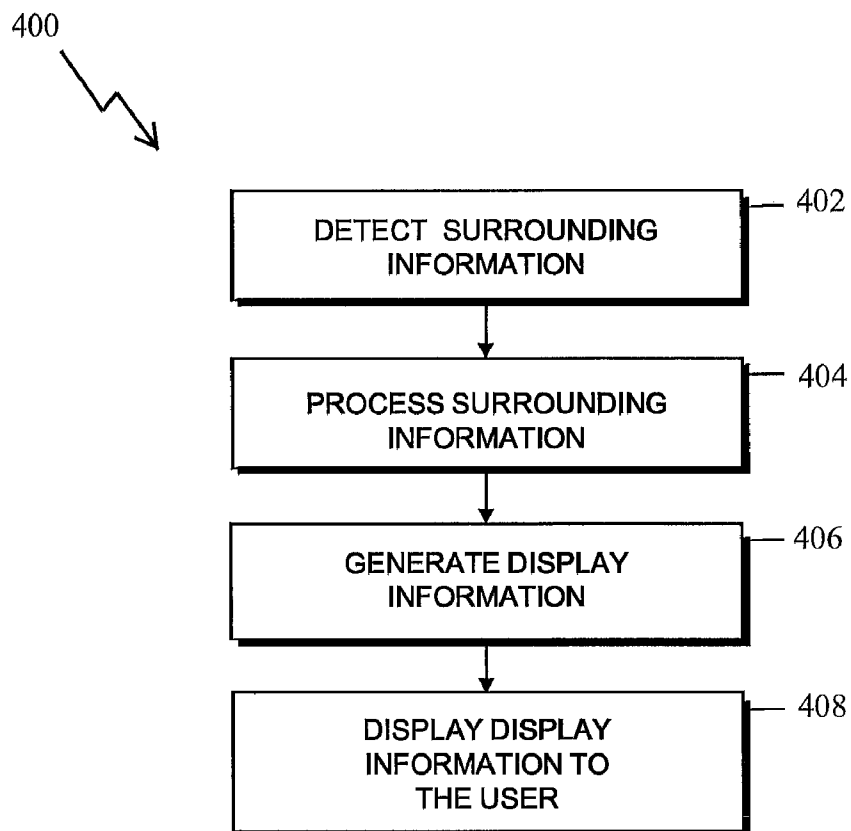 400
402
DETECT SURROUNDING
INFORMATION
404
PROCESS SURROUNDING
INFORMATION
406
GENERATE DISPLAY
INFORMATION
408
DISPLAY DISPLAY
INFORMATION TO
THE USER